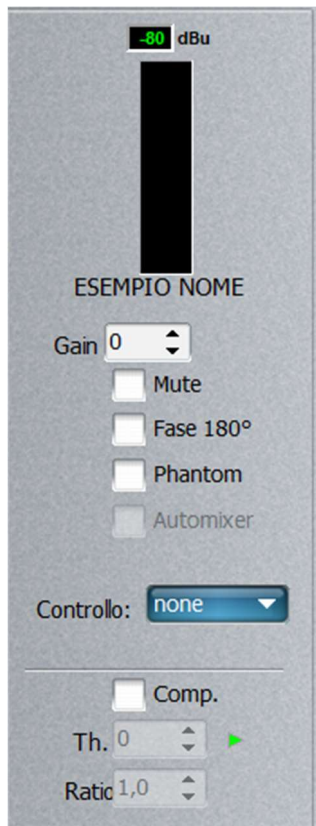 -80 dBu
ESEMPIO NOME
Gain 0
Mute
Fase 180°
Phantom
Automixer
Controllo: none
Comp.
Th. 0
Ratio 1,0